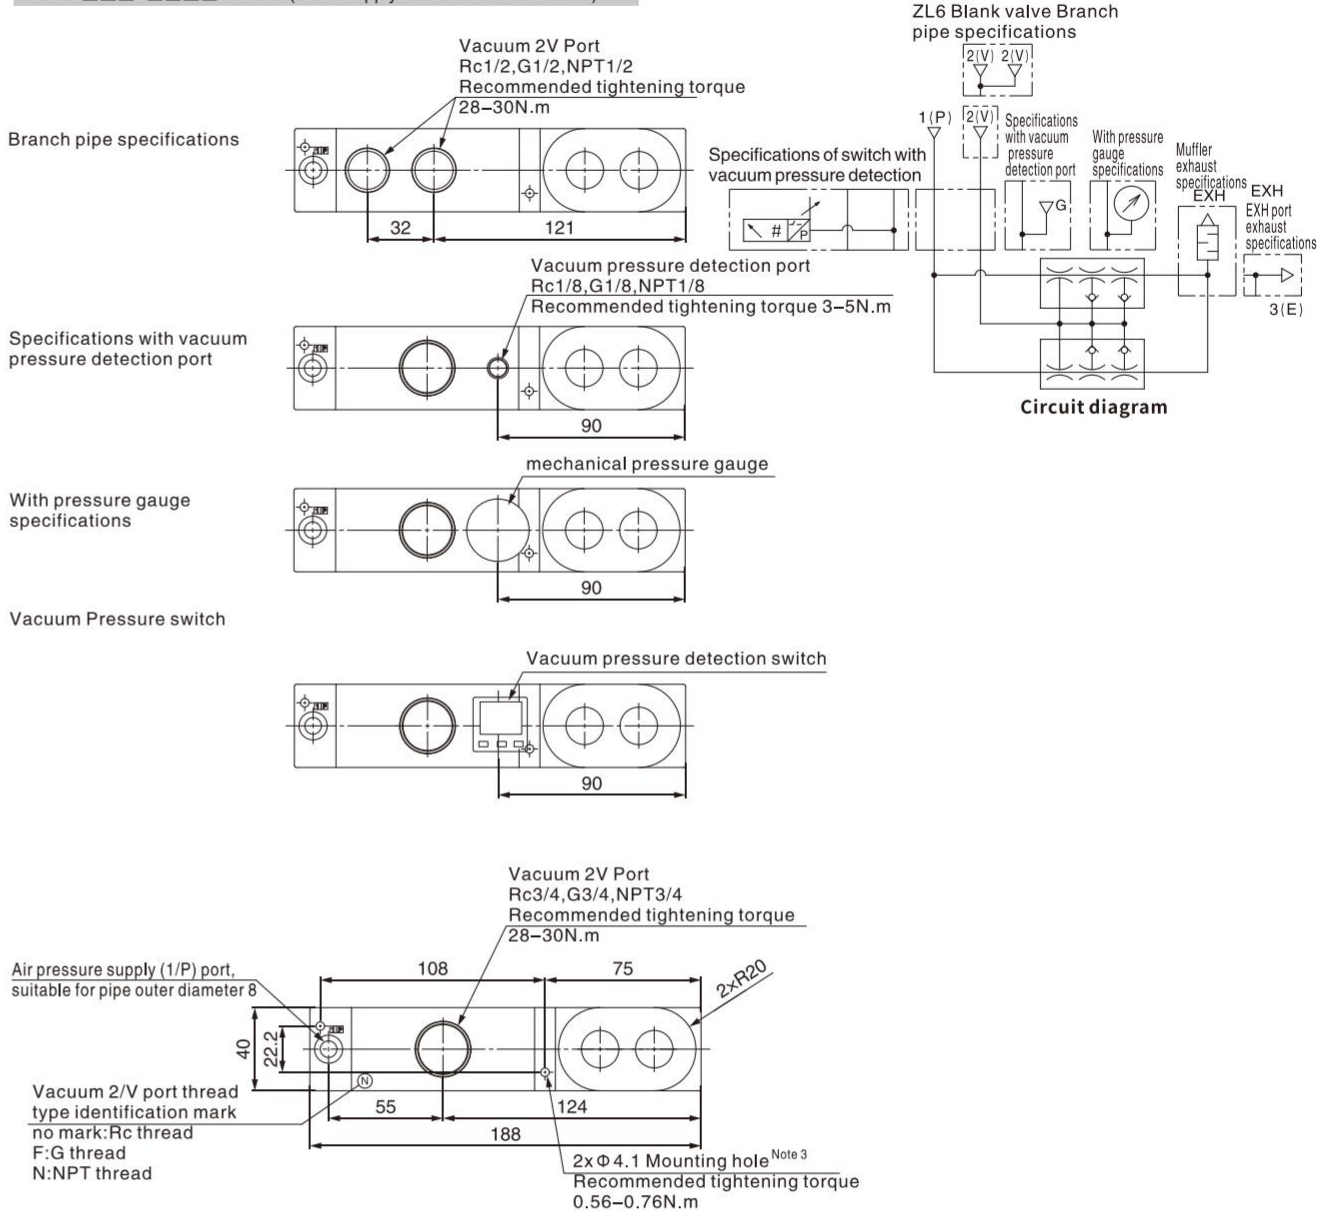 ZL6 Blank valve Branch
pipe specifications
2(V) 2(V)
1(P)
2(V)
Specifications
with vacuum
pressure
detection port
G
With pressure
gauge
specifications
Muffler
exhaust
specifications
EXH
EXH
EXH port
exhaust
specifications
3(E)
Specifications of switch with
vacuum pressure detection
#
P
Circuit diagram
Branch pipe specifications
Vacuum 2V Port
Rc1/2,G1/2,NPT1/2
Recommended tightening torque
28–30N.m
32
121
Specifications with vacuum
pressure detection port
Vacuum pressure detection port
Rc1/8,G1/8,NPT1/8
Recommended tightening torque 3–5N.m
90
With pressure gauge
specifications
mechanical pressure gauge
90
Vacuum Pressure switch
Vacuum pressure detection switch
90
Vacuum 2V Port
Rc3/4,G3/4,NPT3/4
Recommended tightening torque
28–30N.m
Air pressure supply (1/P) port,
suitable for pipe outer diameter 8
108
75
2xR20
40
22.2
N
55
124
188
Vacuum 2/V port thread
type identification mark
no mark:Rc thread
F:G thread
N:NPT thread
2xΦ4.1 Mounting hole Note 3
Recommended tightening torque
0.56–0.76N.m